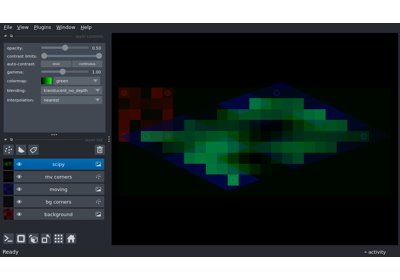 File View Plugins Window Help
opacity: 0.50
contrast limits:
auto-contrast: once continuous
gamma: 1.00
colormap: green
blending: translucent_no_depth
interpolation: nearest
scipy
mv corners
moving
bg corners
background
Ready
activity